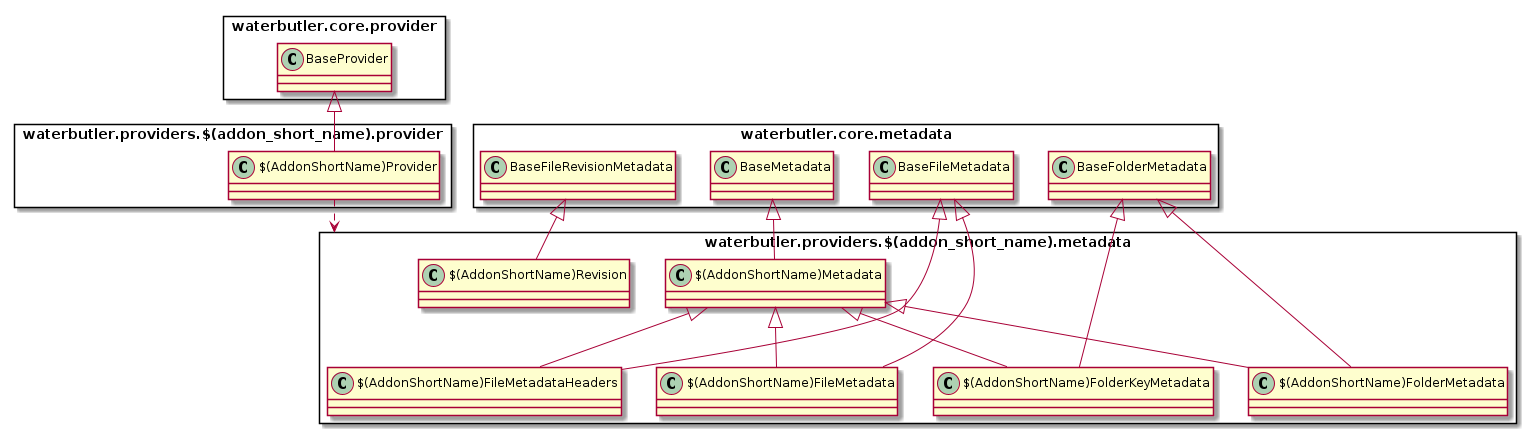 waterbutler.core.provider
C BaseProvider
waterbutler.providers.$(addon_short_name).provider
C $(AddonShortName)Provider
waterbutler.core.metadata
C BaseFileRevisionMetadata
C BaseMetadata
C BaseFileMetadata
C BaseFolderMetadata
waterbutler.providers.$(addon_short_name).metadata
C $(AddonShortName)Revision
C $(AddonShortName)Metadata
C $(AddonShortName)FileMetadataHeaders
C $(AddonShortName)FileMetadata
C $(AddonShortName)FolderKeyMetadata
C $(AddonShortName)FolderMetadata